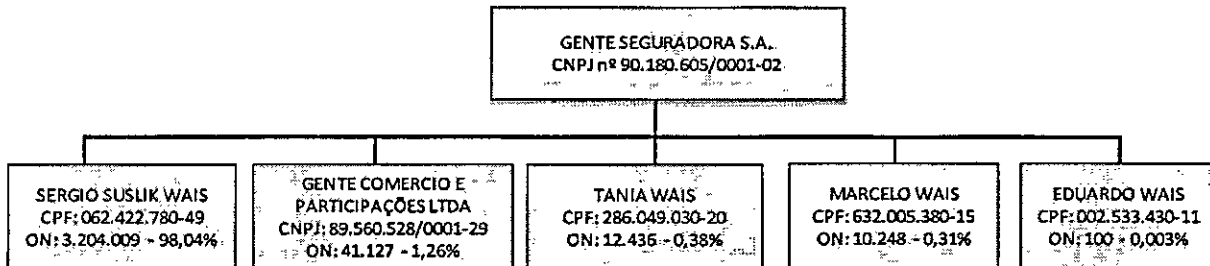 GENTE SEGURADORA S.A.
CNPJ nº 90.180.605/0001-02
SERGIO SUSLIK WAIS
CPF: 062.422.780-49
ON: 3.204.009 - 98,04%
GENTE COMERCIO E
PARTICIPAÇÕES LTDA
CNPJ: 89.560.528/0001-29
ON: 41.127 - 1,26%
TANIA WAIS
CPF: 286.049.030-20
ON: 12.436 - 0,38%
MARCELO WAIS
CPF: 632.005.380-15
ON: 10.248 - 0,31%
EDUARDO WAIS
CPF: 002.533.430-11
ON: 100 - 0,003%